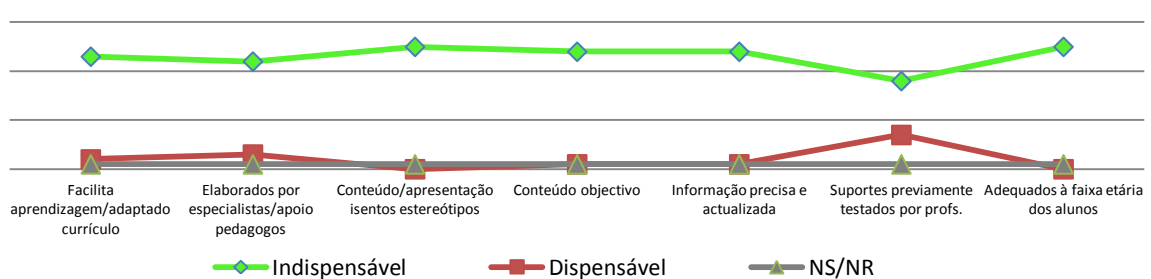 Facilita
aprendizagem/adaptado
currículo
Elaborados por
especialistas/apoio
pedagogos
Conteúdo/apresentação
isentos estereótipos
Conteúdo objectivo
Informação precisa e
actualizada
Suportes previamente
testados por profs.
Adequados à faixa etária
dos alunos
Indispensável
Dispensável
NS/NR